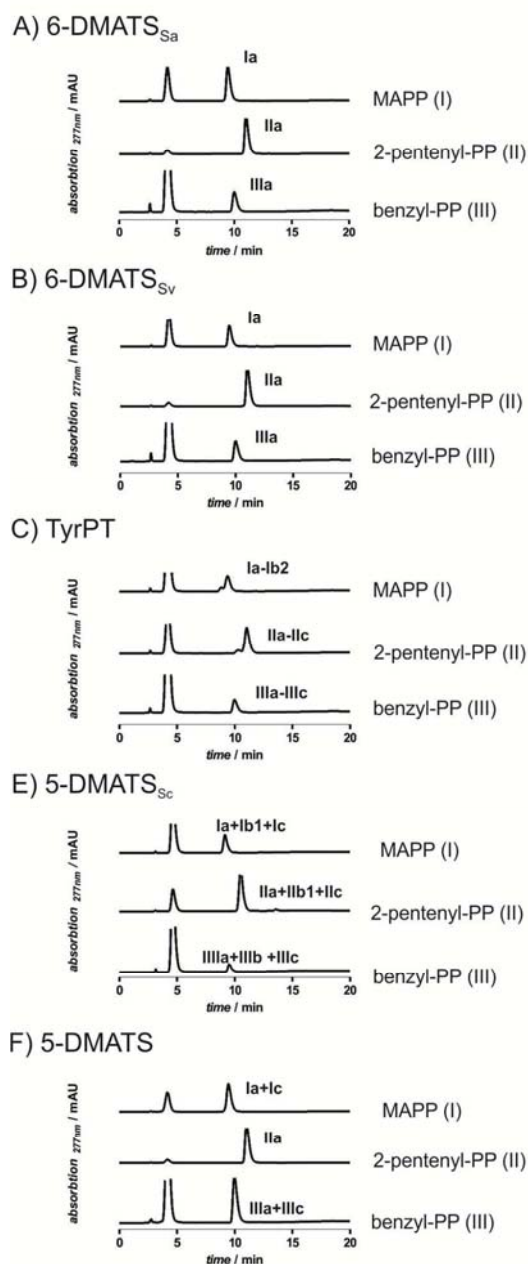 A) 6-DMATSSa
Ia
MAPP (I)
IIa
2-pentenyl-PP (II)
IIIa
benzyl-PP (III)
absorbtion 277nm / mAU
0 5 10 15 20
time / min
B) 6-DMATSSv
Ia
MAPP (I)
IIa
2-pentenyl-PP (II)
IIIa
benzyl-PP (III)
absorbtion 277nm / mAU
0 5 10 15 20
time / min
C) TyrPT
Ia-Ib2
MAPP (I)
IIa-IIc
2-pentenyl-PP (II)
IIIa-IIIc
benzyl-PP (III)
absorbtion 277nm / mAU
0 5 10 15 20
time / min
E) 5-DMATSSc
Ia+Ib1+Ic
MAPP (I)
IIa+IIb1+IIc
2-pentenyl-PP (II)
IIIIa+IIIb +IIIc
benzyl-PP (III)
absorbtion 277nm / mAU
0 5 10 15 20
time / min
F) 5-DMATS
Ia+Ic
MAPP (I)
IIa
2-pentenyl-PP (II)
IIIa+IIIc
benzyl-PP (III)
absorbtion 277nm / mAU
0 5 10 15 20
time / min